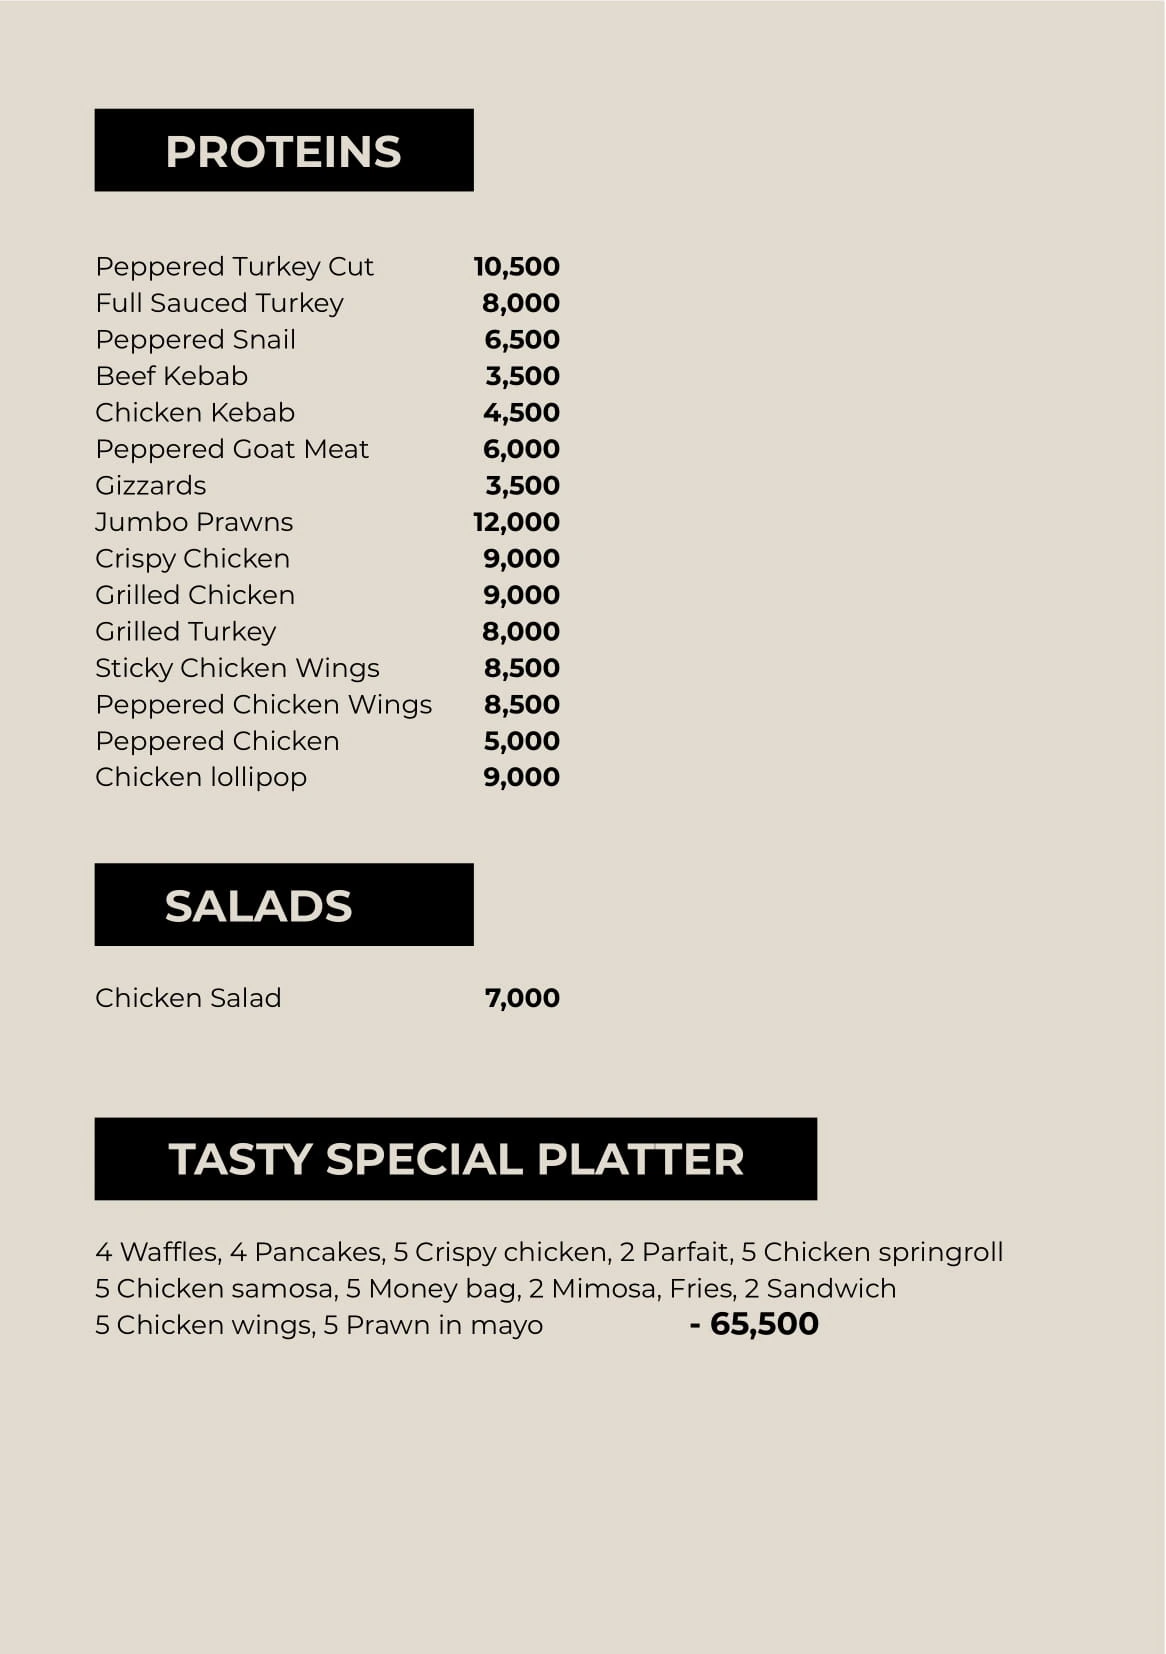 PROTEINS
Peppered Turkey Cut 10,500
Full Sauced Turkey 8,000
Peppered Snail 6,500
Beef Kebab 3,500
Chicken Kebab 4,500
Peppered Goat Meat 6,000
Gizzards 3,500
Jumbo Prawns 12,000
Crispy Chicken 9,000
Grilled Chicken 9,000
Grilled Turkey 8,000
Sticky Chicken Wings 8,500
Peppered Chicken Wings 8,500
Peppered Chicken 5,000
Chicken lollipop 9,000
SALADS
Chicken Salad 7,000
TASTY SPECIAL PLATTER
4 Waffles, 4 Pancakes, 5 Crispy chicken, 2 Parfait, 5 Chicken springroll
5 Chicken samosa, 5 Money bag, 2 Mimosa, Fries, 2 Sandwich
5 Chicken wings, 5 Prawn in mayo - 65,500